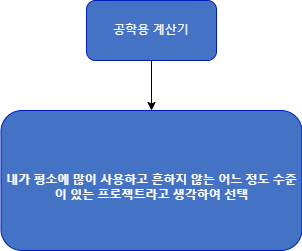 공학용 계산기
내가 평소에 많이 사용하고 흔하지 않는 어느 정도 수준
이 있는 프로젝트라고 생각하여 선택